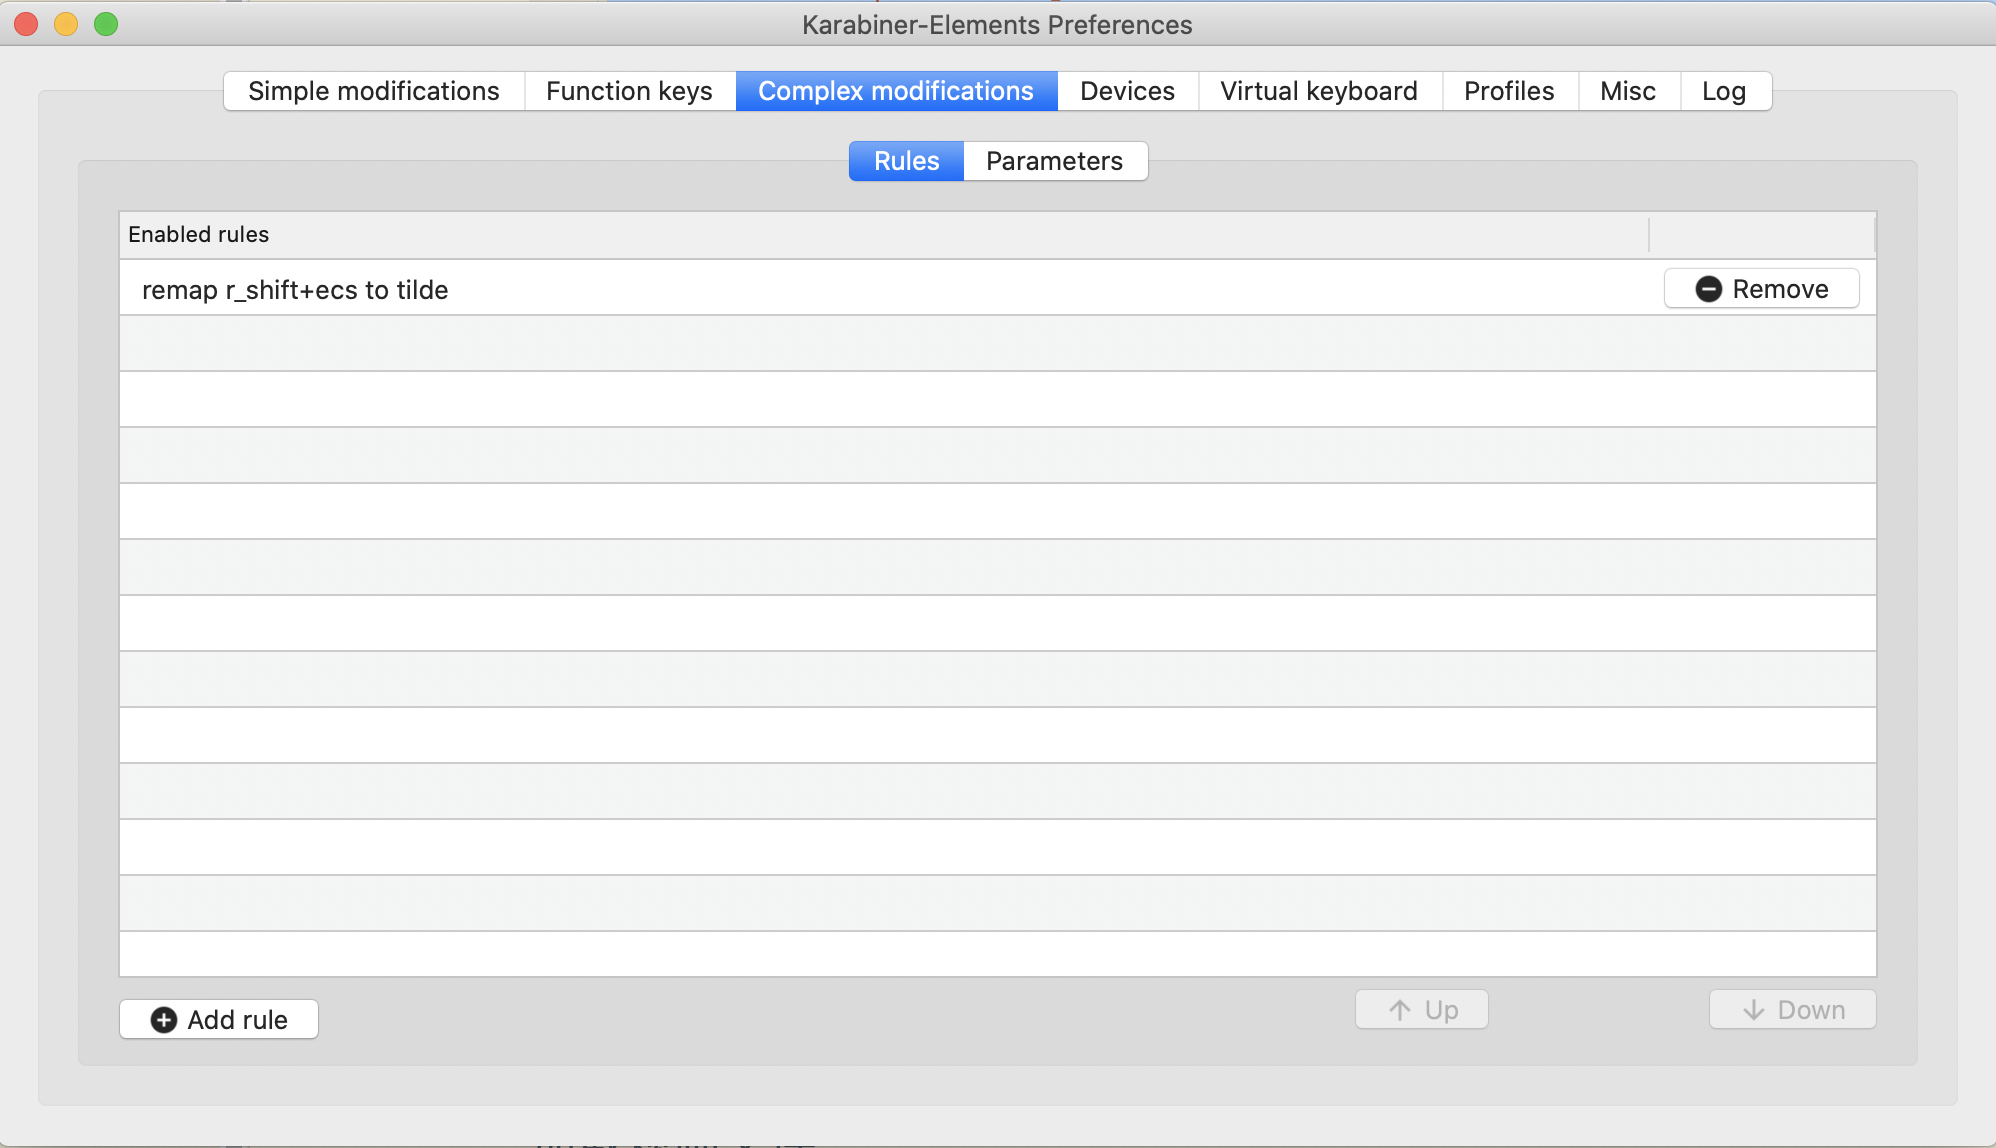 Karabiner-Elements Preferences
Simple modifications Function keys Complex modifications Devices Virtual keyboard Profiles Misc Log
Rules Parameters
Enabled rules
remap r_shift+ecs to tilde Remove
Add rule Up Down